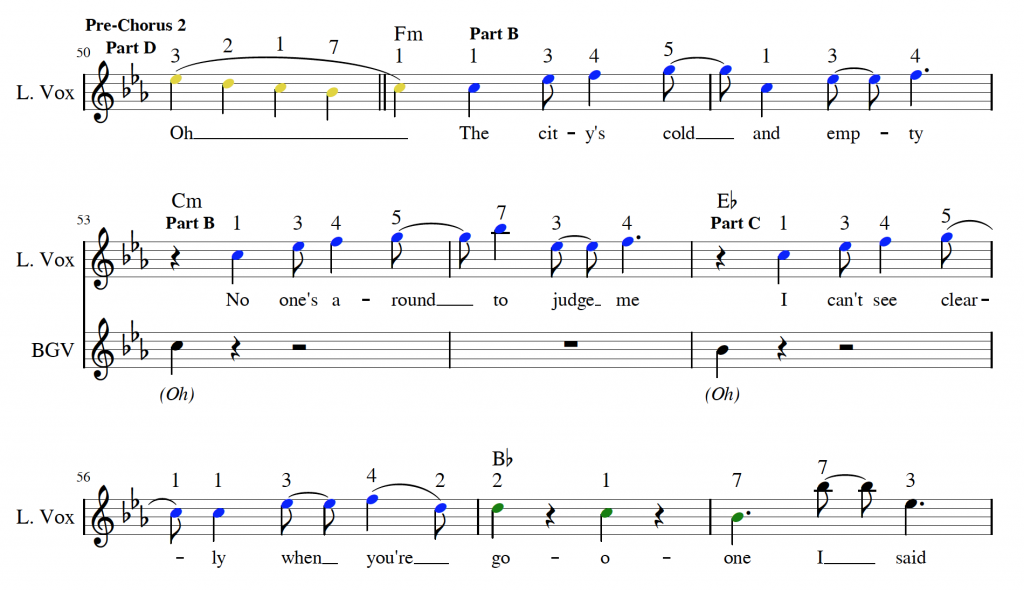 Pre-Chorus 2
50 Part D 3 2 1 7 Fm 1 Part B 1 3 4 5 1 3 4
L. Vox
Oh The cit - y's cold and emp - ty
Cm Eb
53 Part B 1 3 4 5 7 3 4 Part C 1 3 4 5
L. Vox
No one's a - round to judge me I can't see clear-
BGV
(Oh) (Oh)
B♭
56 1 1 3 4 2 2 1 7 7 3
L. Vox
- ly when you're go - o - one I said